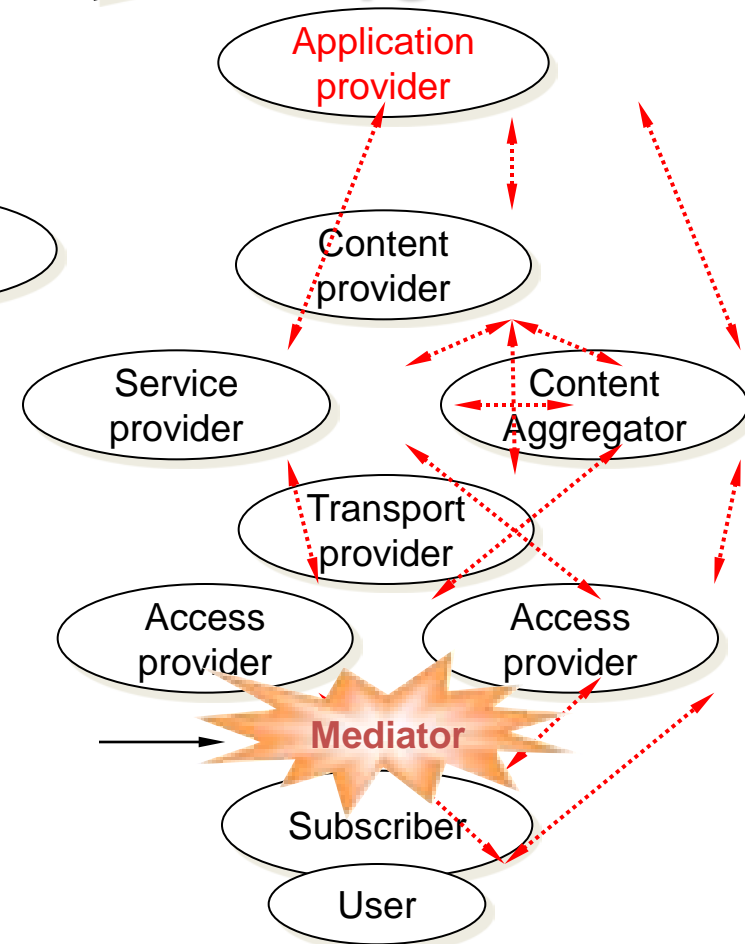 Application
provider
Content
provider
Service
provider
Content
Aggregator
Transport
provider
Access
provider
Access
provider
Mediator
Subscriber
User